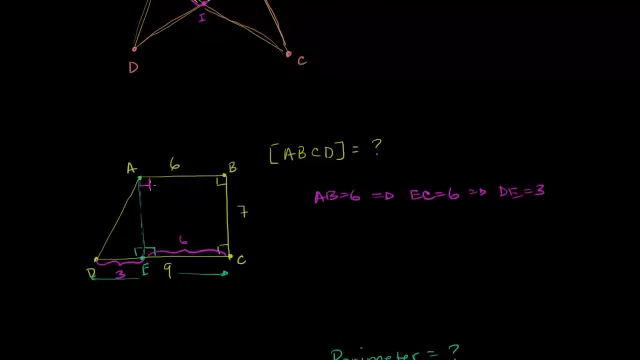 I
D
C
[ABCD] = ?
A 6 B
AB=6 ⇒ EC=6 ⇒ DE=3
7
6
D 3 E 9 C
Perimeter = ?